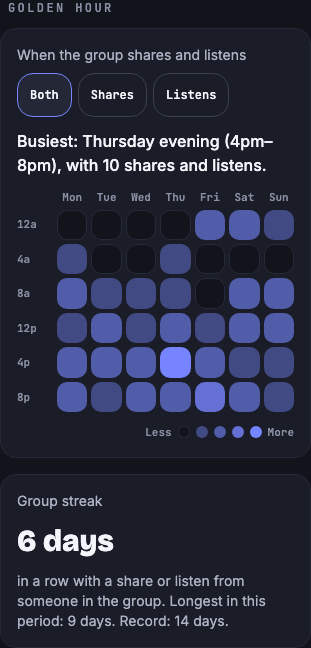 GOLDEN HOUR
When the group shares and listens
Both Shares Listens
Busiest: Thursday evening (4pm–
8pm), with 10 shares and listens.
Mon Tue Wed Thu Fri Sat Sun
12a
4a
8a
12p
4p
8p
Less More
Group streak
6 days
in a row with a share or listen from
someone in the group. Longest in this
period: 9 days. Record: 14 days.